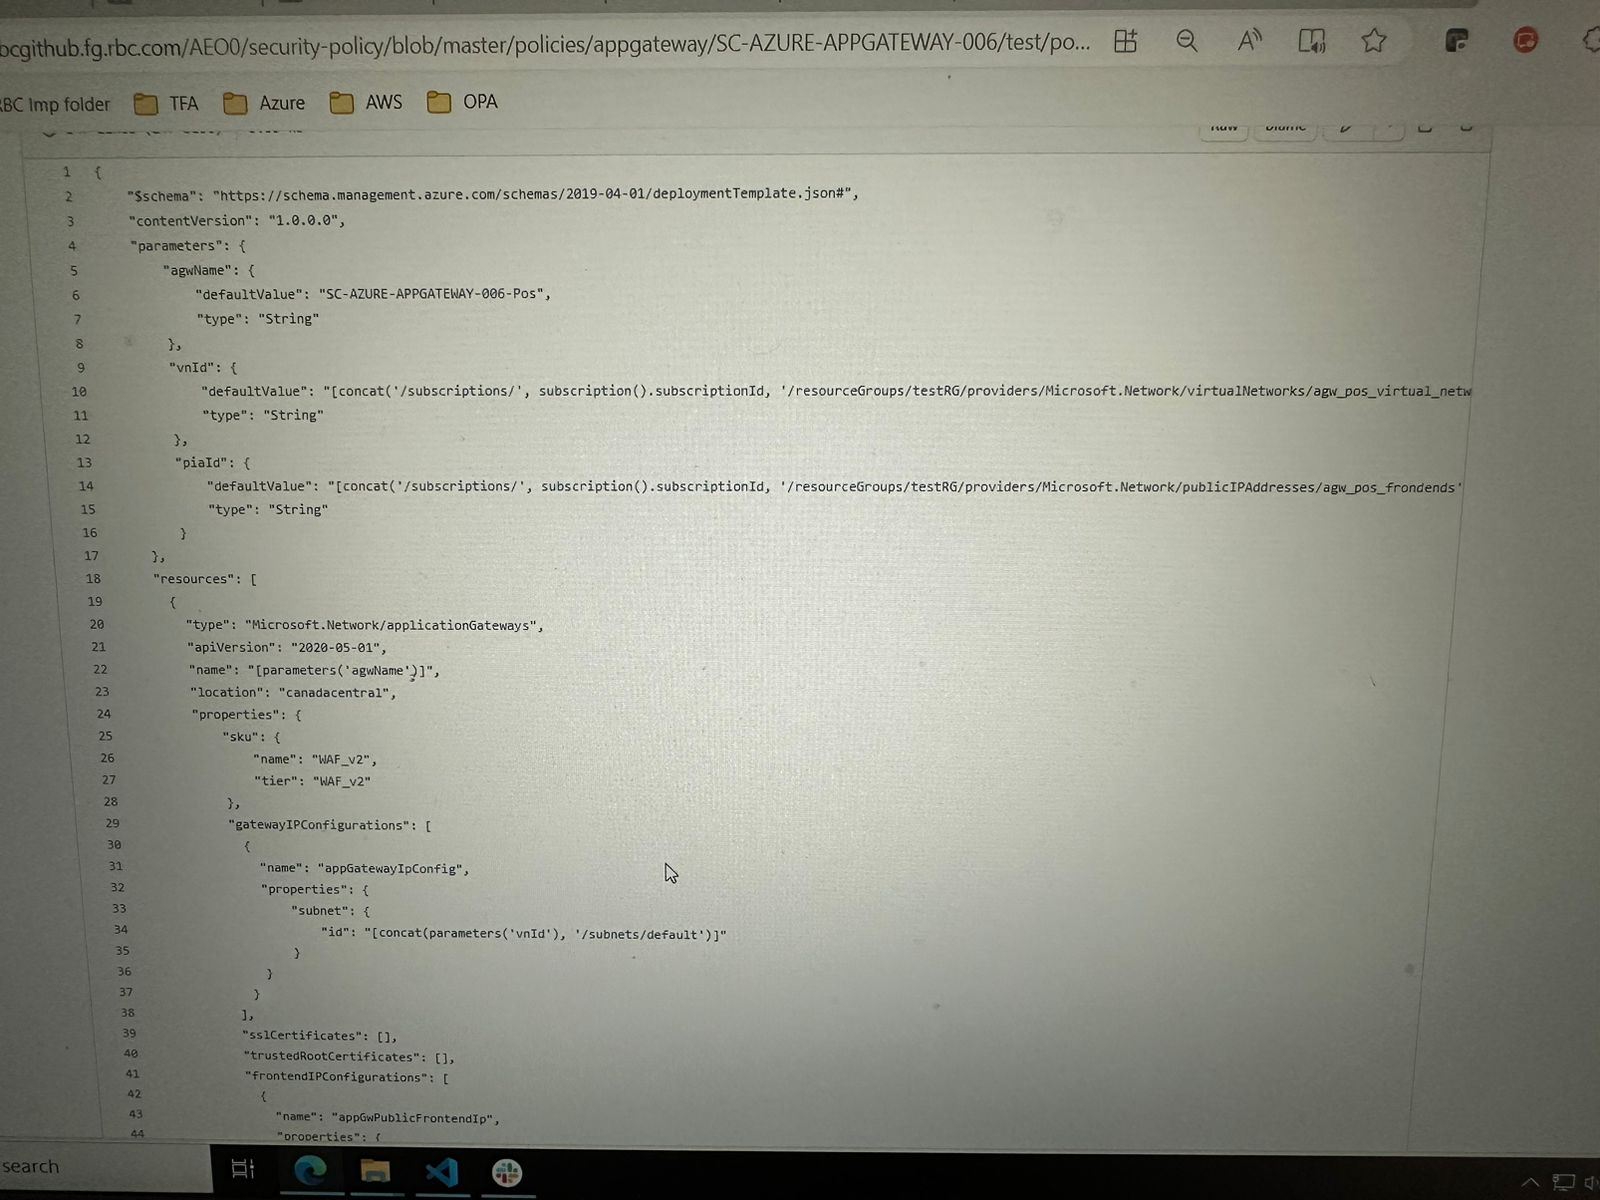 bcgithub.fg.rbc.com/AEO0/security-policy/blob/master/policies/appgateway/SC-AZURE-APPGATEWAY-006/test/po...
RBC Imp folder TFA Azure AWS OPA
Raw Blame
1 {
2 "$schema": "https://schema.management.azure.com/schemas/2019-04-01/deploymentTemplate.json#",
3 "contentVersion": "1.0.0.0",
4 "parameters": {
5 "agwName": {
6 "defaultValue": "SC-AZURE-APPGATEWAY-006-Pos",
7 "type": "String"
8 },
9 "vnId": {
10 "defaultValue": "[concat('/subscriptions/', subscription().subscriptionId, '/resourceGroups/testRG/providers/Microsoft.Network/virtualNetworks/agw_pos_virtual_netw
11 "type": "String"
12 },
13 "piaId": {
14 "defaultValue": "[concat('/subscriptions/', subscription().subscriptionId, '/resourceGroups/testRG/providers/Microsoft.Network/publicIPAddresses/agw_pos_frondends'
15 "type": "String"
16 }
17 },
18 "resources": [
19 {
20 "type": "Microsoft.Network/applicationGateways",
21 "apiVersion": "2020-05-01",
22 "name": "[parameters('agwName')]",
23 "location": "canadacentral",
24 "properties": {
25 "sku": {
26 "name": "WAF_v2",
27 "tier": "WAF_v2"
28 },
29 "gatewayIPConfigurations": [
30 {
31 "name": "appGatewayIpConfig",
32 "properties": {
33 "subnet": {
34 "id": "[concat(parameters('vnId'), '/subnets/default')]"
35 }
36 }
37 }
38 ],
39 "sslCertificates": [],
40 "trustedRootCertificates": [],
41 "frontendIPConfigurations": [
42 {
43 "name": "appGwPublicFrontendIp",
44 "properties": {
search